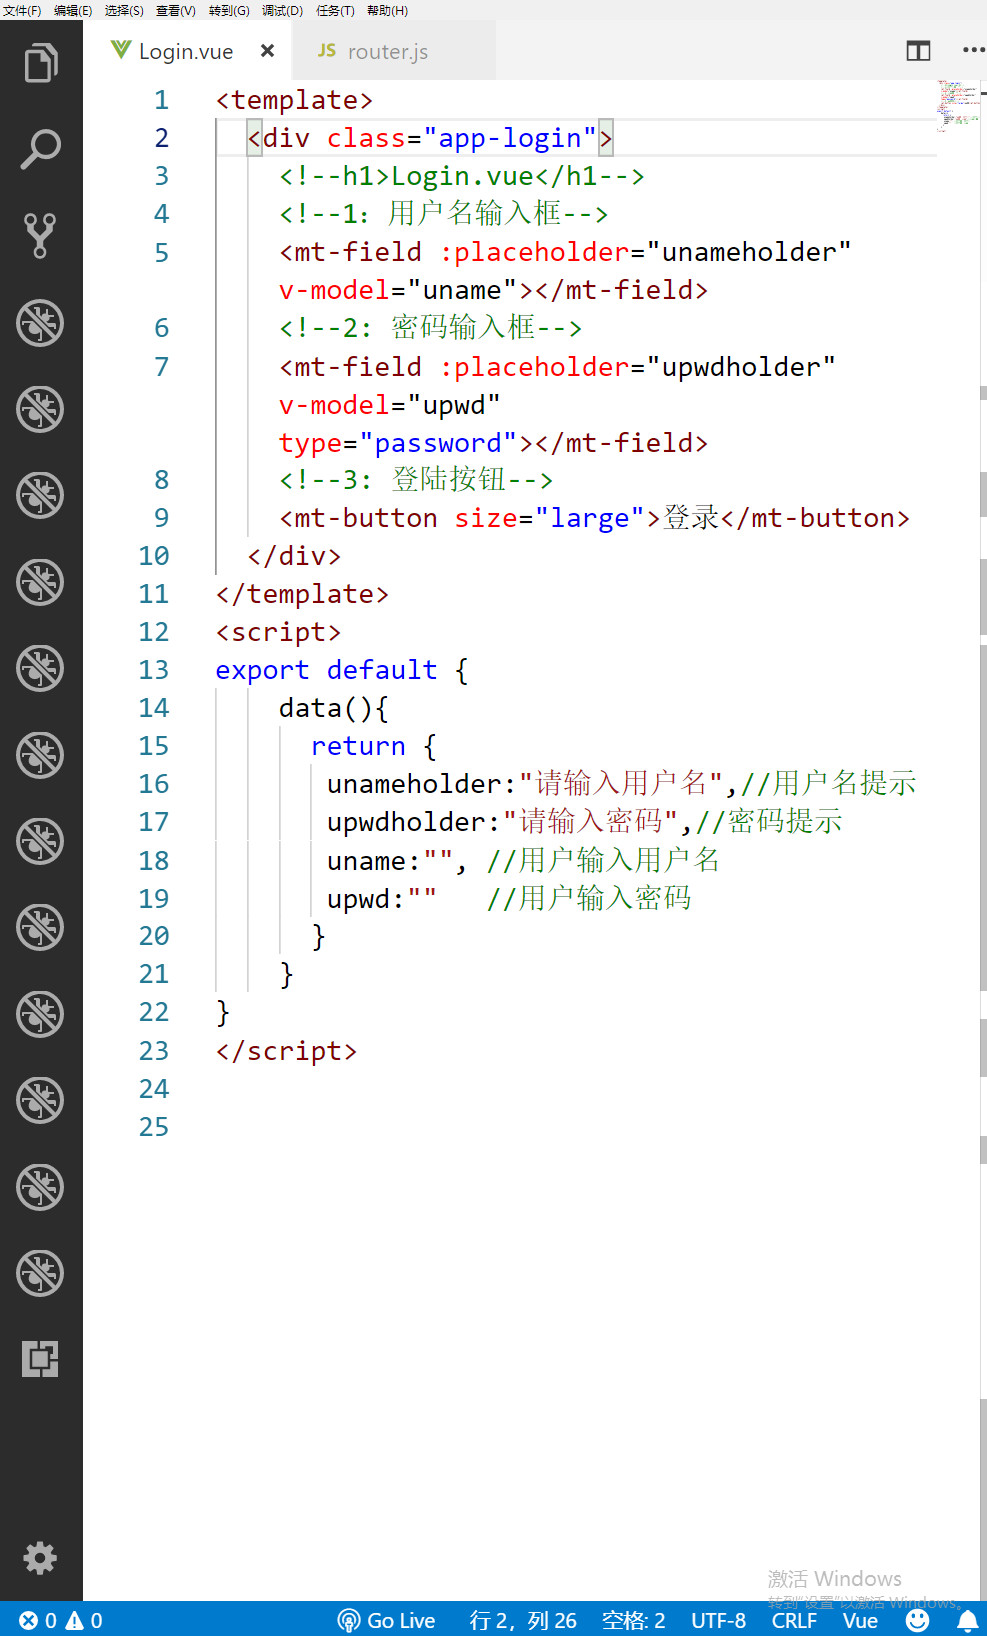 文件(F) 编辑(E) 选择(S) 查看(V) 转到(G) 调试(D) 任务(T) 帮助(H)
Login.vue × JS router.js ···
1 <template>
2 <div class="app-login">
3 <!--h1>Login.vue</h1-->
4 <!--1: 用户名输入框-->
5 <mt-field :placeholder="unameholder"
v-model="uname"></mt-field>
6 <!--2: 密码输入框-->
7 <mt-field :placeholder="upwdholder"
v-model="upwd"
type="password"></mt-field>
8 <!--3: 登陆按钮-->
9 <mt-button size="large">登录</mt-button>
10 </div>
11 </template>
12 <script>
13 export default {
14 data(){
15 return {
16 unameholder:"请输入用户名",//用户名提示
17 upwdholder:"请输入密码",//密码提示
18 uname:"", //用户输入用户名
19 upwd:"" //用户输入密码
20 }
21 }
22 }
23 </script>
24
25
激活 Windows
转到"设置"以激活 Windows。
0 0 Go Live 行 2，列 26 空格: 2 UTF-8 CRLF Vue